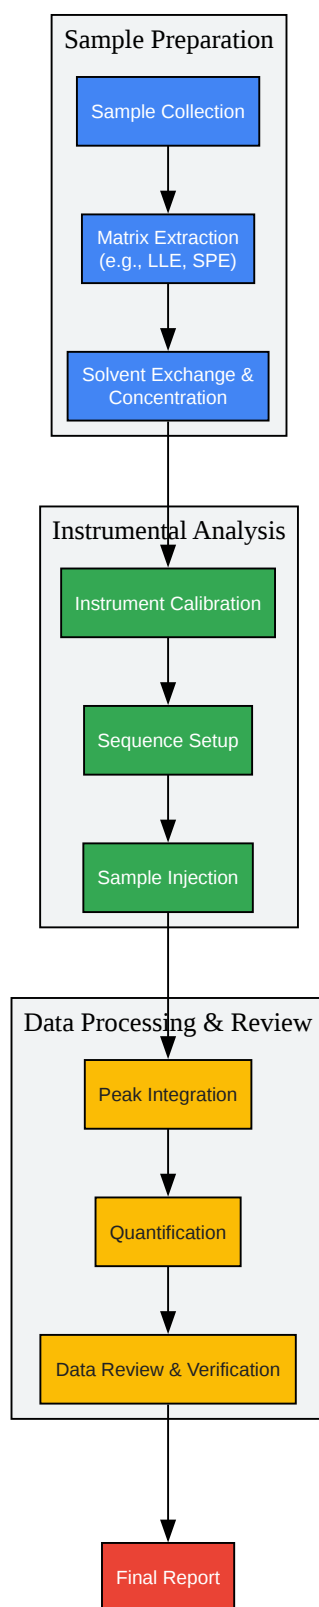 Sample Preparation
Sample Collection
Matrix Extraction
(e.g., LLE, SPE)
Solvent Exchange &
Concentration
Instrumental Analysis
Instrument Calibration
Sequence Setup
Sample Injection
Data Processing & Review
Peak Integration
Quantification
Data Review & Verification
Final Report